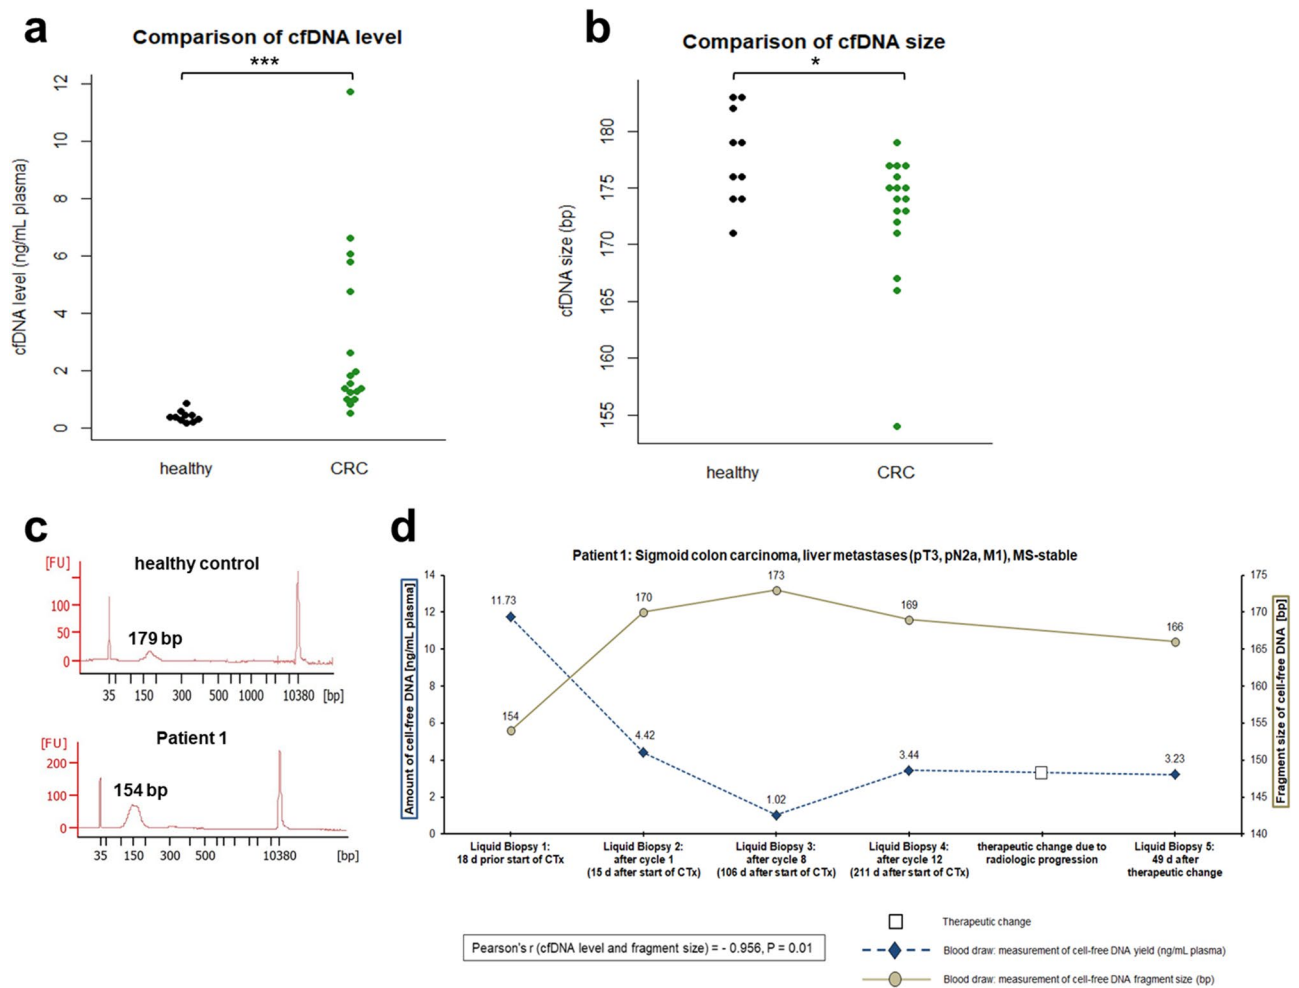 a
Comparison of cfDNA level
***
cfDNA level (ng/mL plasma)
12
10
8
6
4
2
0
healthy
CRC
b
Comparison of cfDNA size
*
cfDNA size (bp)
180
175
170
165
160
155
healthy
CRC
c
[FU]
healthy control
100
50
0
179 bp
35 150 300 500 1000 10380 [bp]
[FU]
Patient 1
200
100
0
154 bp
35 150 300 500 10380 [bp]
d
Patient 1: Sigmoid colon carcinoma, liver metastases (pT3, pN2a, M1), MS-stable
Amount of cell-free DNA [ng/mL plasma]
14
12
10
8
6
4
2
0
11.73
4.42
1.02
3.44
3.23
154
170
173
169
166
175
170
165
160
155
150
145
140
Fragment size of cell-free DNA [bp]
Liquid Biopsy 1:
18 d prior start of CTx
Liquid Biopsy 2:
after cycle 1
(15 d after start of CTx)
Liquid Biopsy 3:
after cycle 8
(106 d after start of CTx)
Liquid Biopsy 4:
after cycle 12
(211 d after start of CTx)
therapeutic change due to
radiologic progression
Liquid Biopsy 5:
49 d after
therapeutic change
Pearson's r (cfDNA level and fragment size) = - 0.956, P = 0.01
Therapeutic change
Blood draw: measurement of cell-free DNA yield (ng/mL plasma)
Blood draw: measurement of cell-free DNA fragment size (bp)